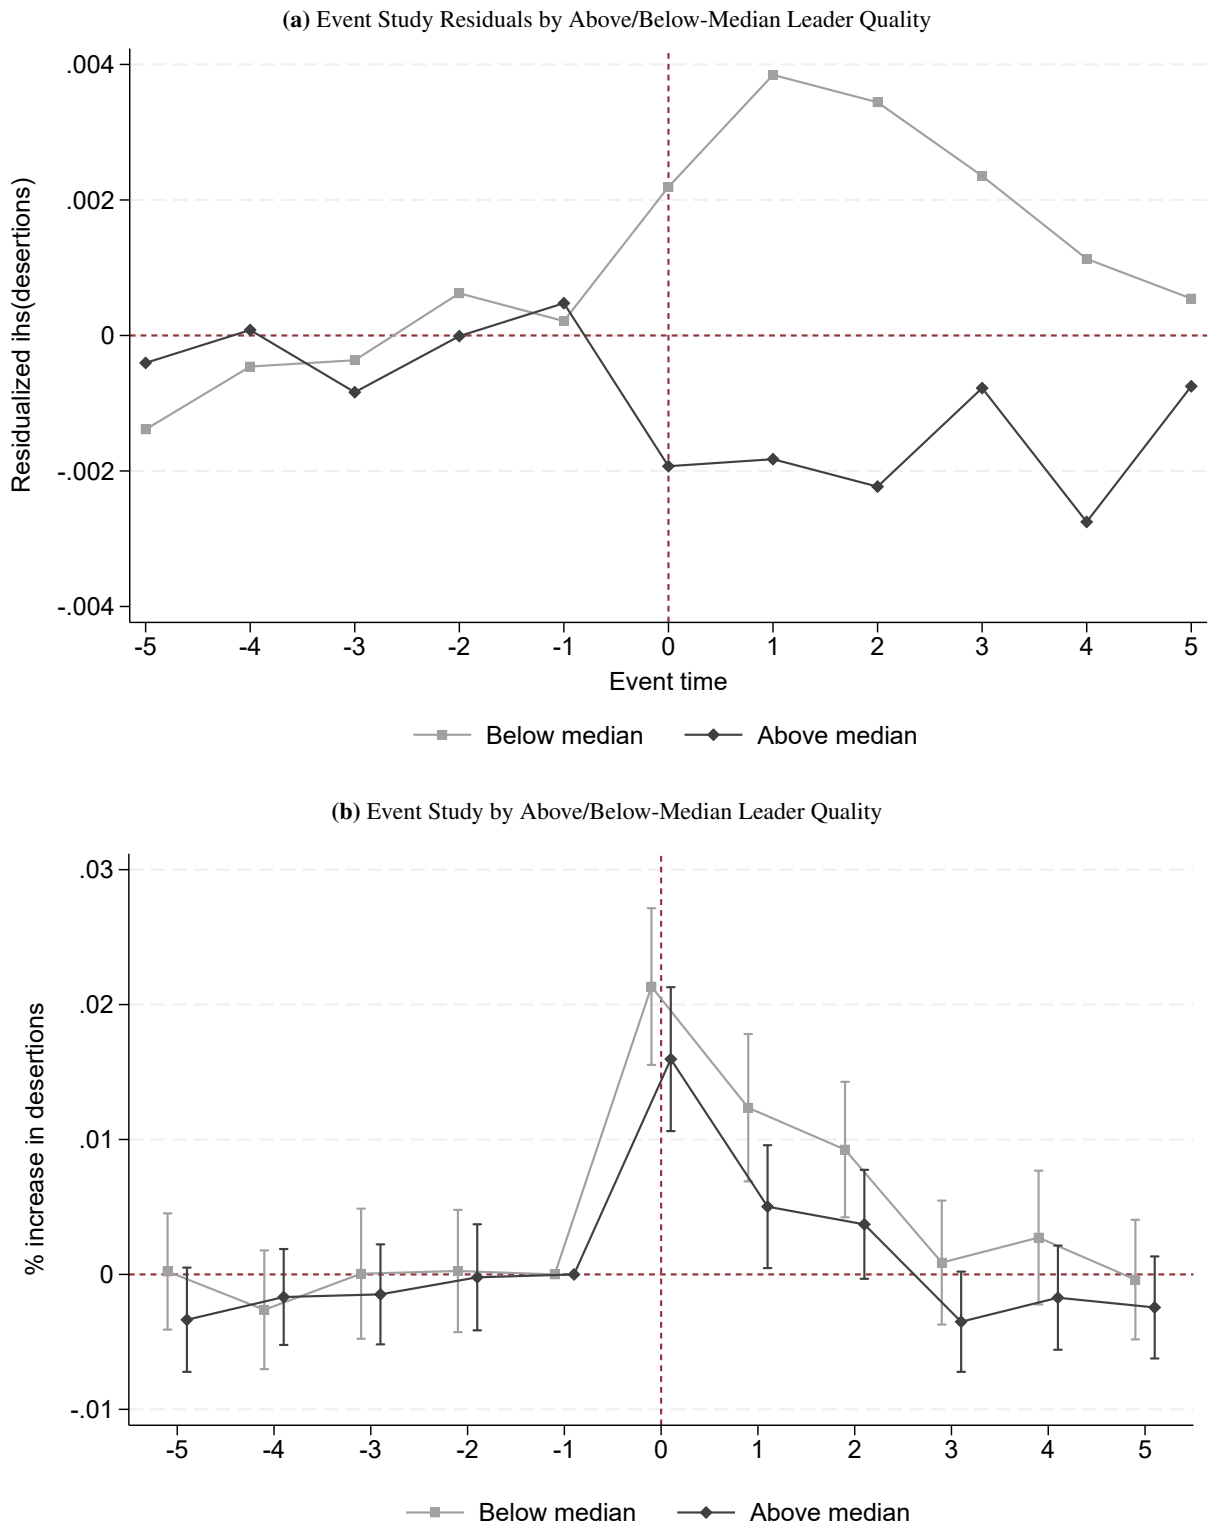 (a) Event Study Residuals by Above/Below-Median Leader Quality
Residualized ihs(desertions)
.004
.002
0
-.002
-.004
-5 -4 -3 -2 -1 0 1 2 3 4 5
Event time
Below median Above median
(b) Event Study by Above/Below-Median Leader Quality
% increase in desertions
.03
.02
.01
0
-.01
-5 -4 -3 -2 -1 0 1 2 3 4 5
Below median Above median